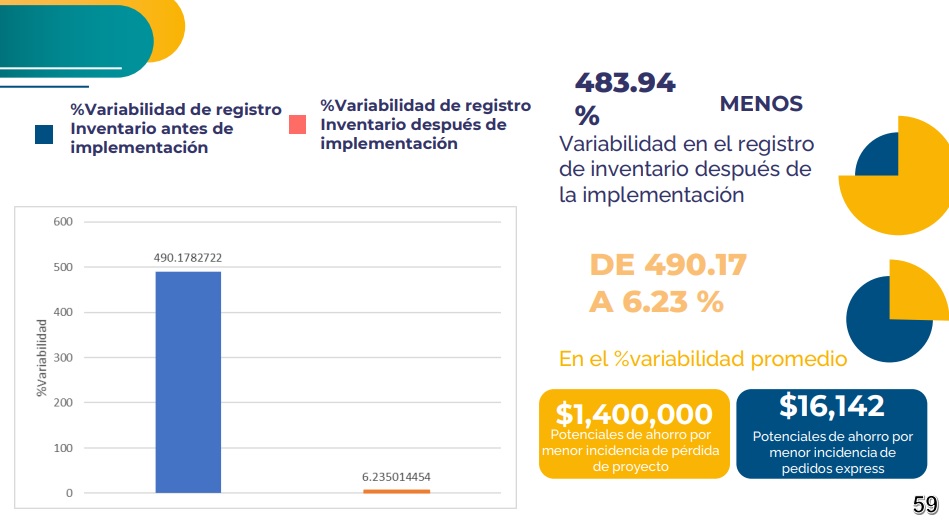 %Variabilidad de registro
Inventario antes de
implementación
%Variabilidad de registro
Inventario después de
implementación
483.94
%
MENOS
Variabilidad en el registro
de inventario después de
la implementación
600
500
400
300
200
100
0
%Variabilidad
490.1782722
6.235014454
DE 490.17
A 6.23 %
En el %variabilidad promedio
$1,400,000
Potenciales de ahorro por
menor incidencia de pérdida
de proyecto
$16,142
Potenciales de ahorro por
menor incidencia de
pedidos express
59